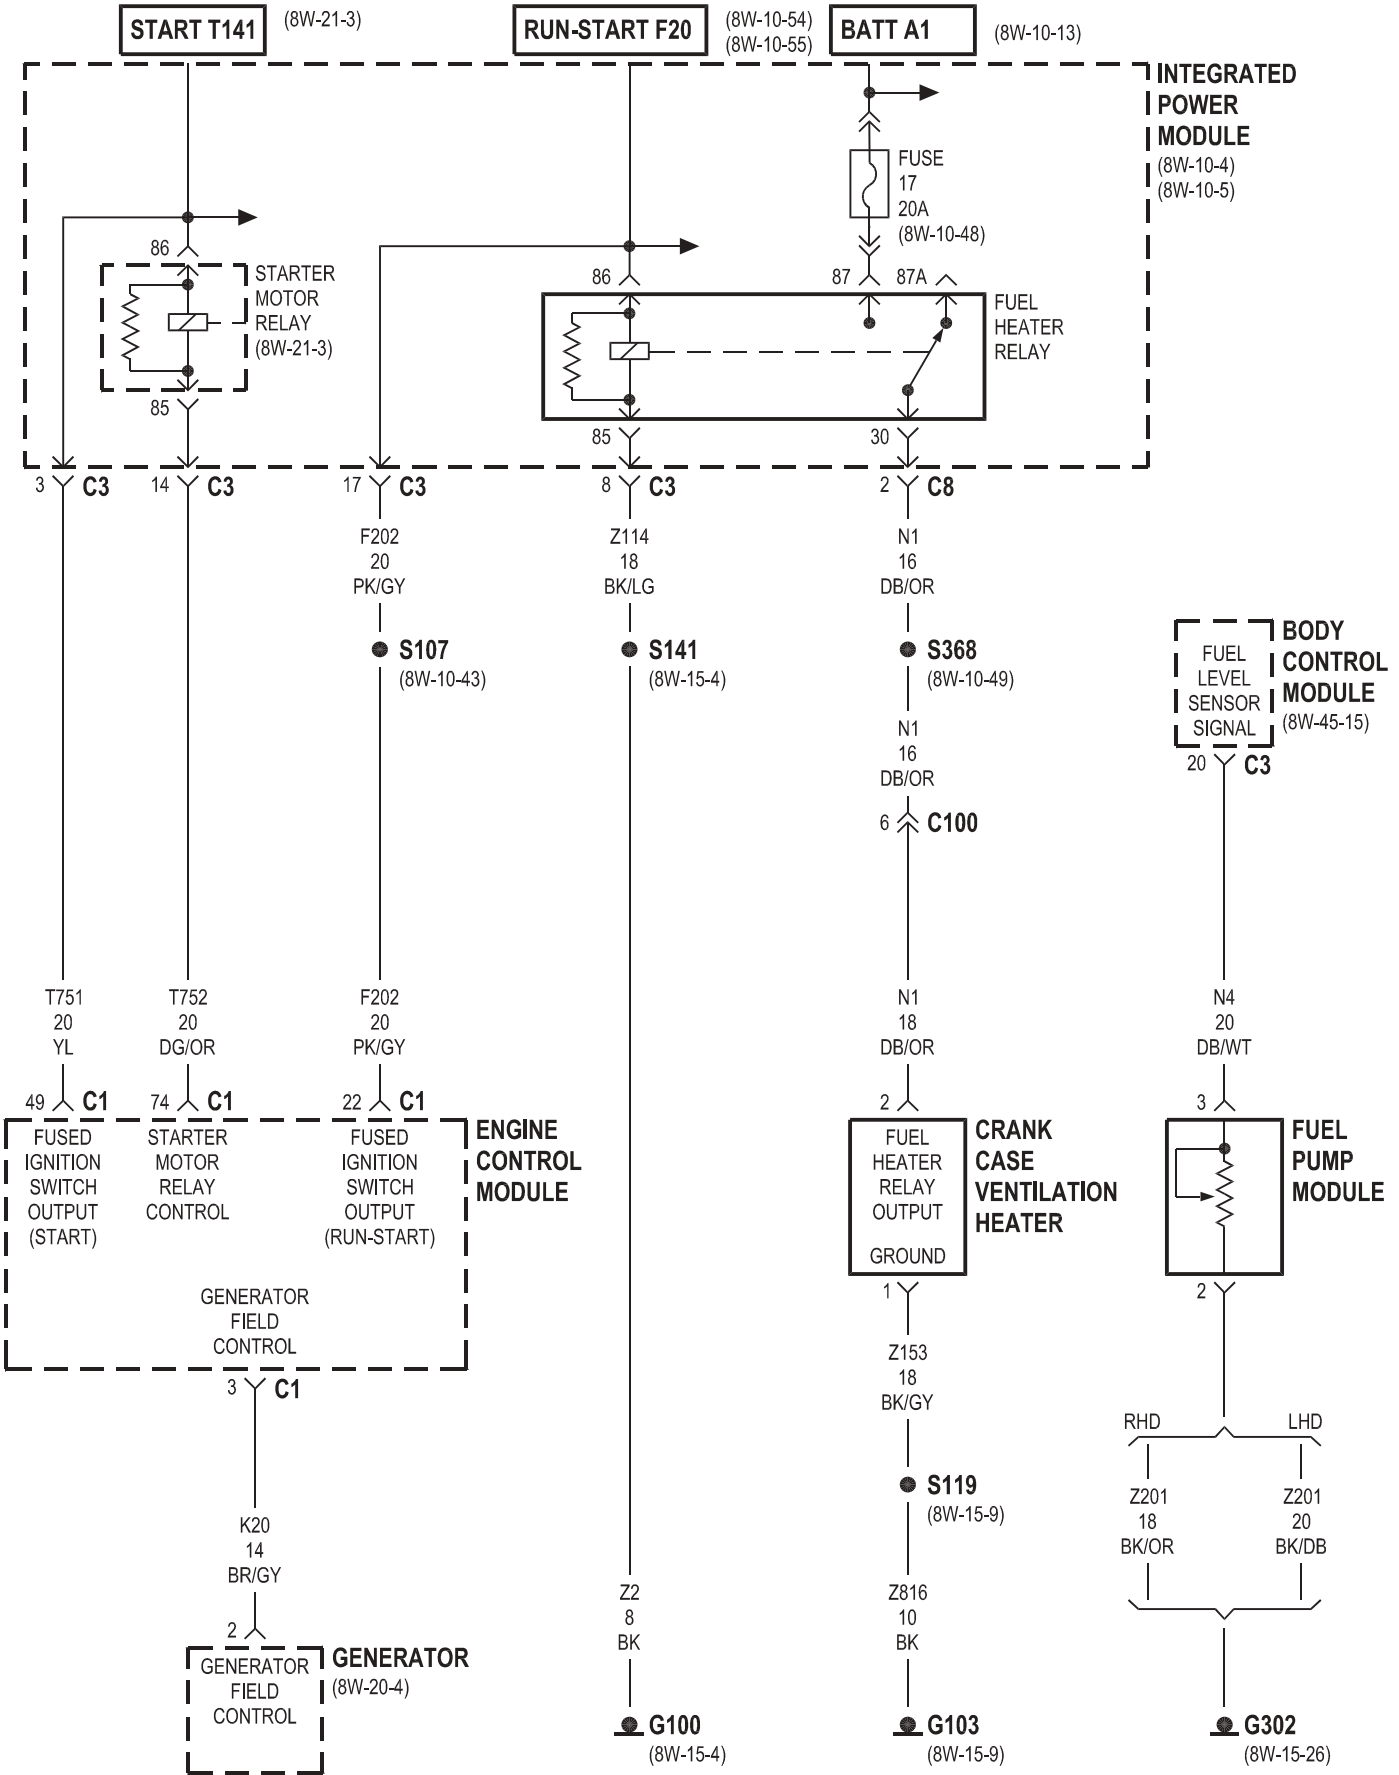 START T141
(8W-21-3)
RUN-START F20
(8W-10-54)
(8W-10-55)
BATT A1
(8W-10-13)
INTEGRATED
POWER
MODULE
(8W-10-4)
(8W-10-5)
FUSE
17
20A
(8W-10-48)
86
STARTER
MOTOR
RELAY
(8W-21-3)
85
86
87
87A
FUEL
HEATER
RELAY
85
30
3
C3
14
C3
17
C3
8
C3
2
C8
F202
20
PK/GY
Z114
18
BK/LG
N1
16
DB/OR
S107
(8W-10-43)
S141
(8W-15-4)
S368
(8W-10-49)
N1
16
DB/OR
6
C100
FUEL
LEVEL
SENSOR
SIGNAL
BODY
CONTROL
MODULE
(8W-45-15)
20
C3
T751
20
YL
T752
20
DG/OR
F202
20
PK/GY
N1
18
DB/OR
N4
20
DB/WT
49
C1
74
C1
22
C1
2
3
FUSED
IGNITION
SWITCH
OUTPUT
(START)
STARTER
MOTOR
RELAY
CONTROL
FUSED
IGNITION
SWITCH
OUTPUT
(RUN-START)
ENGINE
CONTROL
MODULE
GENERATOR
FIELD
CONTROL
FUEL
HEATER
RELAY
OUTPUT
GROUND
CRANK
CASE
VENTILATION
HEATER
FUEL
PUMP
MODULE
1
2
3
C1
Z153
18
BK/GY
RHD
LHD
S119
(8W-15-9)
Z201
18
BK/OR
Z201
20
BK/DB
K20
14
BR/GY
Z2
8
BK
Z816
10
BK
2
GENERATOR
FIELD
CONTROL
GENERATOR
(8W-20-4)
G100
(8W-15-4)
G103
(8W-15-9)
G302
(8W-15-26)